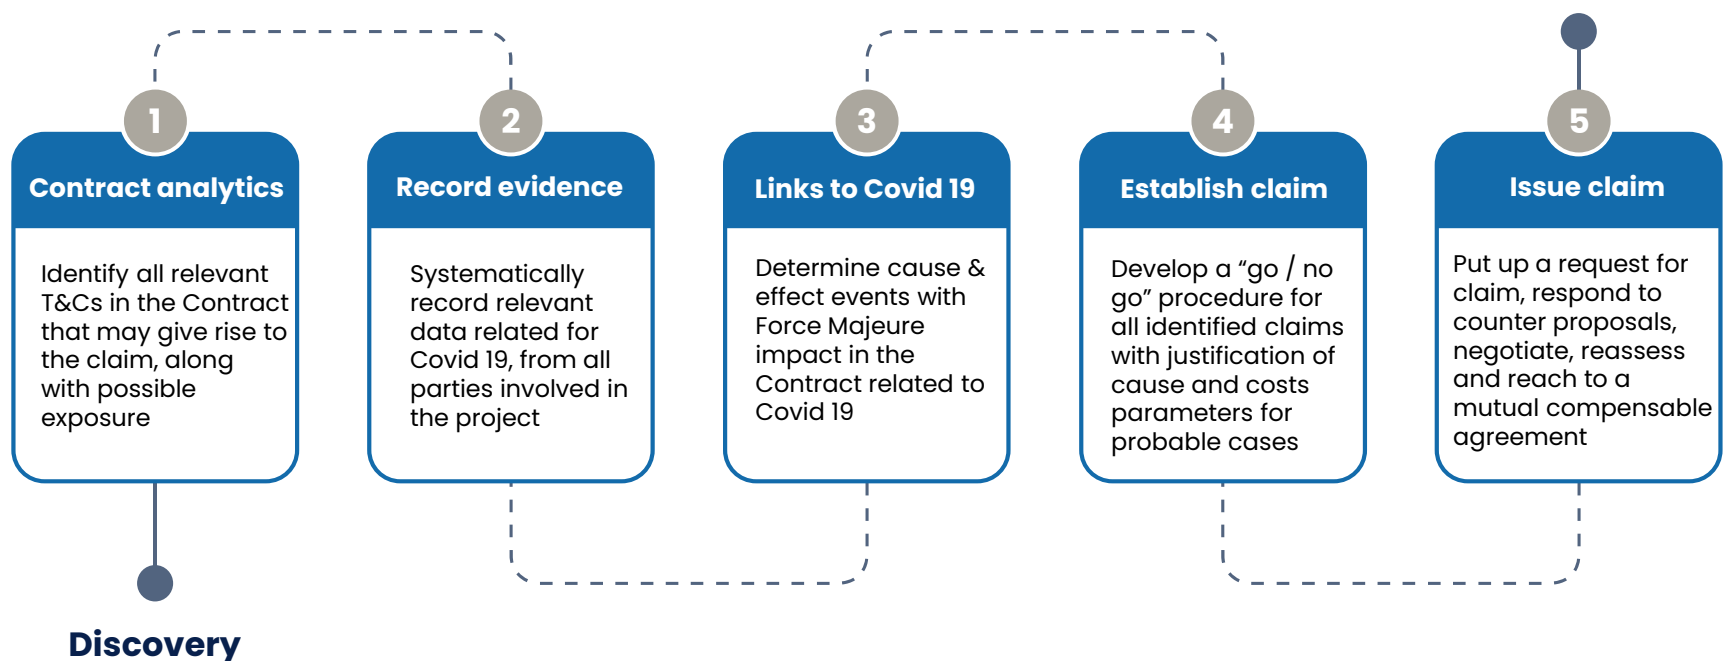 1
Contract analytics
Identify all relevant
T&Cs in the Contract
that may give rise to
the claim, along
with possible
exposure
2
Record evidence
Systematically
record relevant
data related for
Covid 19, from all
parties involved in
the project
3
Links to Covid 19
Determine cause &
effect events with
Force Majeure
impact in the
Contract related to
Covid 19
4
Establish claim
Develop a “go / no
go” procedure for
all identified claims
with justification of
cause and costs
parameters for
probable cases
5
Issue claim
Put up a request for
claim, respond to
counter proposals,
negotiate, reassess
and reach to a
mutual compensable
agreement
Discovery